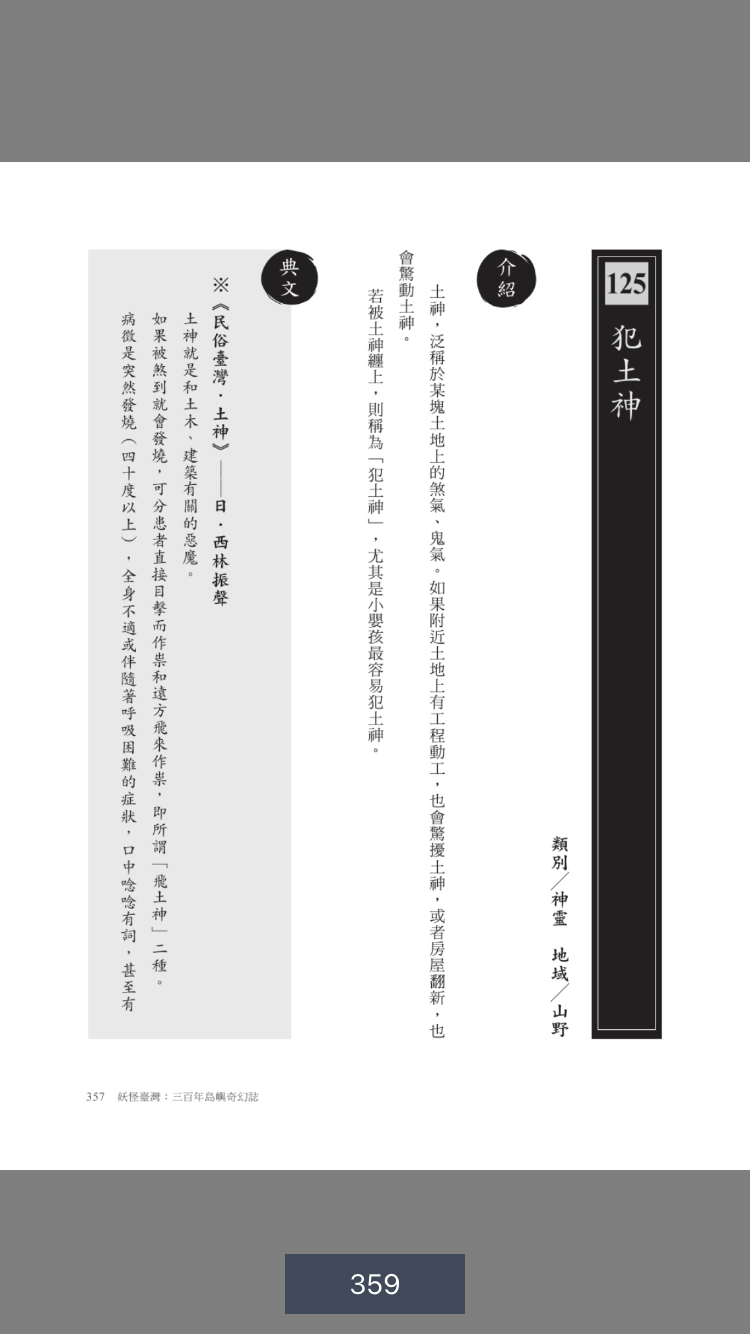 125
犯土神
類別／神靈　地域／山野
介紹
土神，泛稱於某塊土地上的煞氣、鬼氣。如果附近土地上有工程動工，也會驚擾土神，或者房屋翻新，也
會驚動土神。
若被土神纏上，則稱為「犯土神」，尤其是小嬰孩最容易犯土神。
典文
※《民俗臺灣．土神》——日．西林振聲
土神就是和土木、建築有關的惡魔。
如果被煞到就會發燒，可分患者直接目擊而作祟和遠方飛來作祟，即所謂「飛土神」二種。
病徵是突然發燒（四十度以上），全身不適或伴隨著呼吸困難的症狀，口中唸唸有詞，甚至有
357　妖怪臺灣：三百年島嶼奇幻誌
359